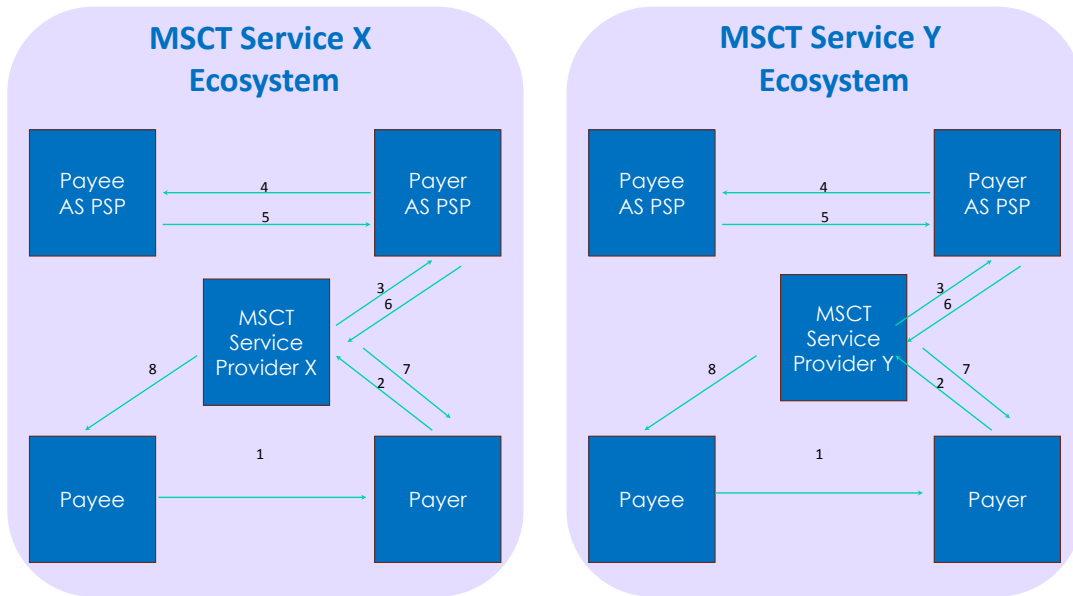 MSCT Service X
Ecosystem
Payee
AS PSP
Payer
AS PSP
4
5
3
6
MSCT
Service
Provider X
8
7
2
1
Payee
Payer
MSCT Service Y
Ecosystem
Payee
AS PSP
Payer
AS PSP
4
5
3
6
MSCT
Service
Provider Y
8
7
2
1
Payee
Payer